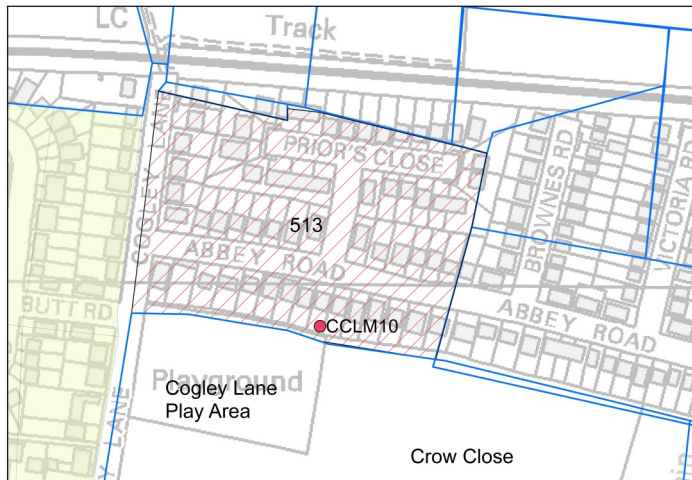 LC
Track
PRIOR'S CLOSE
COGLEY LANE
BROWNES RD
VICTORIA RD
513
ABBEY ROAD
ABBEY ROAD
BUTT RD
CCLM10
Playground
Cogley Lane
Play Area
LANE
Crow Close